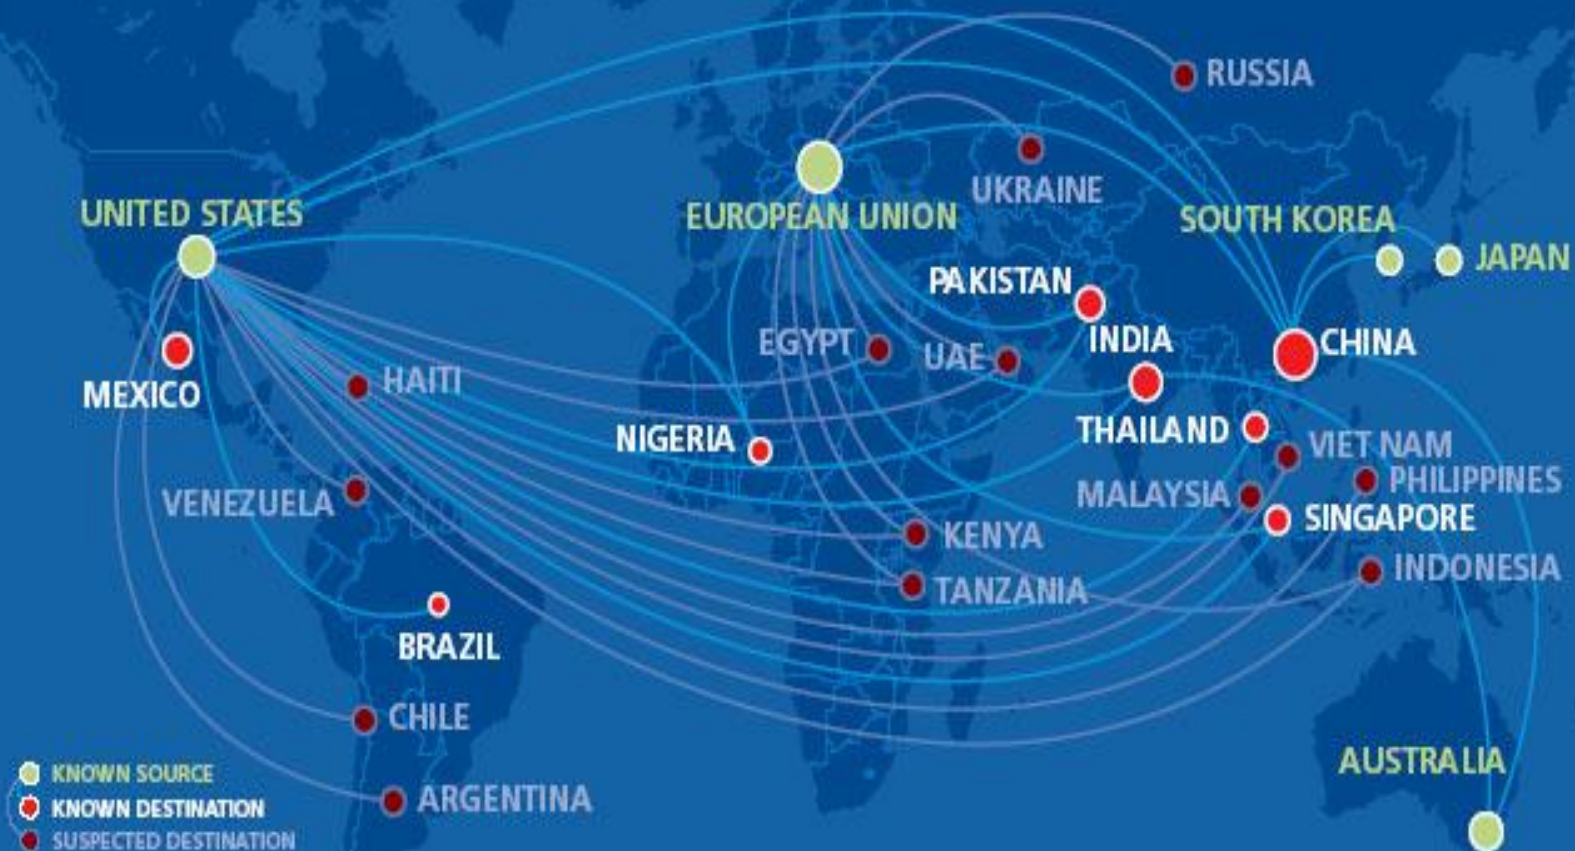 RUSSIA
UKRAINE
UNITED STATES
EUROPEAN UNION
SOUTH KOREA
JAPAN
PAKISTAN
INDIA
EGYPT
UAE
CHINA
MEXICO
HAITI
NIGERIA
THAILAND
VIET NAM
PHILIPPINES
MALAYSIA
VENEZUELA
SINGAPORE
KENYA
INDONESIA
TANZANIA
BRAZIL
CHILE
AUSTRALIA
ARGENTINA
KNOWN SOURCE
KNOWN DESTINATION
SUSPECTED DESTINATION